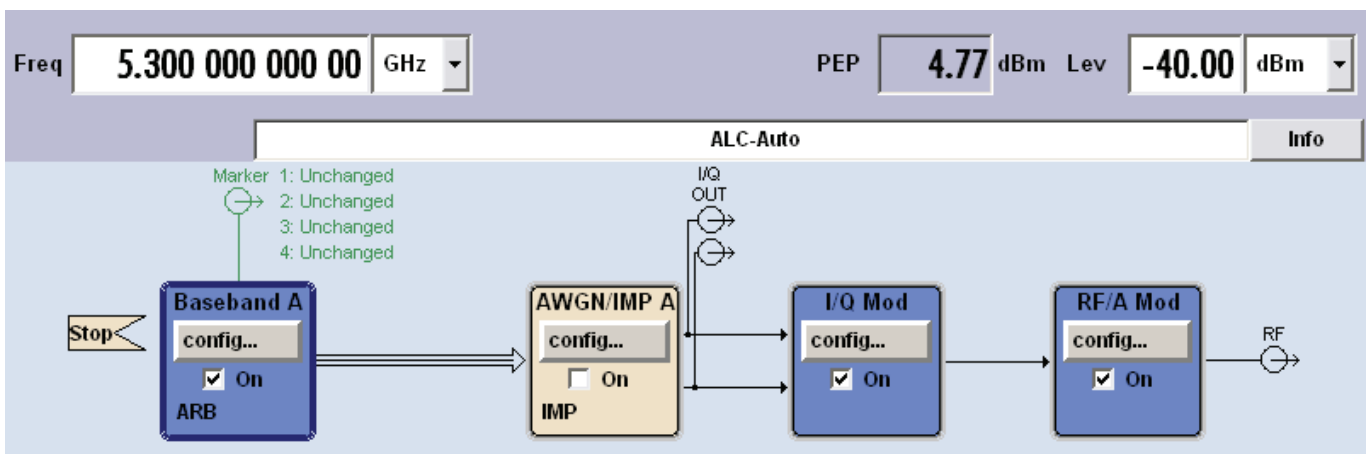 Freq 5.300 000 000 00 GHz PEP 4.77 dBm Lev -40.00 dBm
ALC-Auto Info
Marker 1: Unchanged
2: Unchanged
3: Unchanged
4: Unchanged
I/Q
OUT
Baseband A AWGN/IMP A I/Q Mod RF/A Mod
Stop config... config... config... config... RF
On On On On
ARB IMP